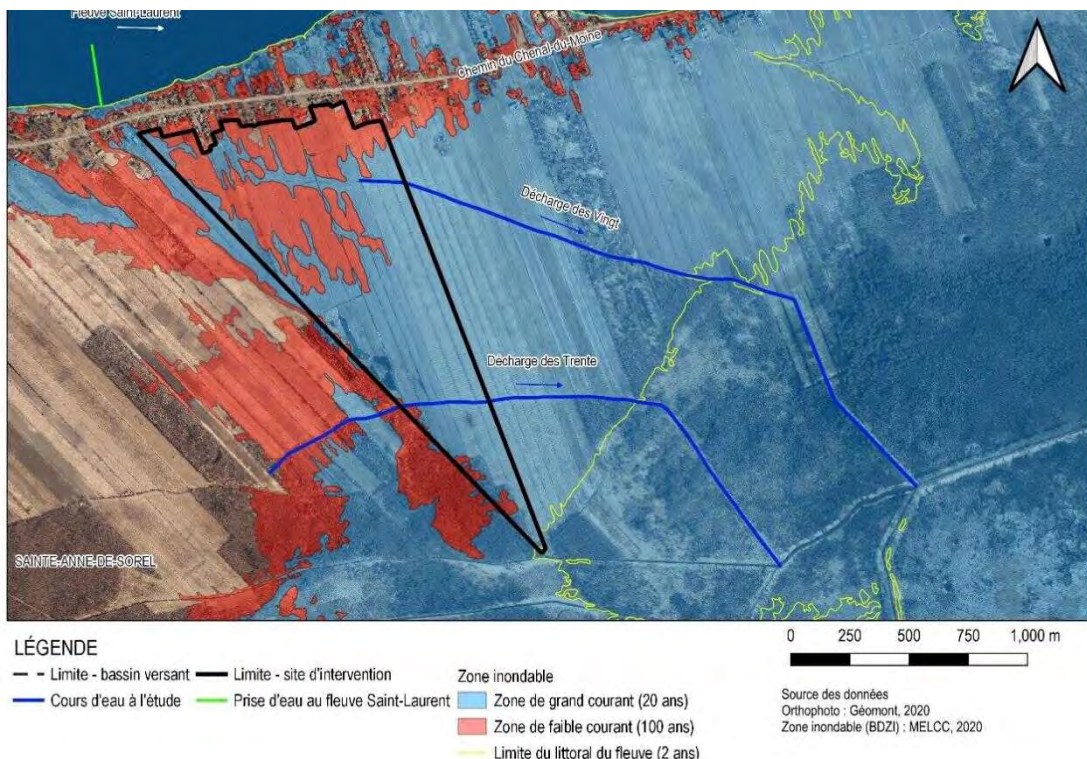 Fleuve Saint-Laurent
Chemin du Chenal-du-Moine
Décharge des Vingt
Décharge des Trente
SAINTE-ANNE-DE-SOREL
LÉGENDE
Limite - bassin versant
Limite - site d'intervention
Cours d'eau à l'étude
Prise d'eau au fleuve Saint-Laurent
Zone inondable
Zone de grand courant (20 ans)
Zone de faible courant (100 ans)
Limite du littoral du fleuve (2 ans)
0 250 500 750 1,000 m
Source des données
Orthophoto : Géomont, 2020
Zone inondable (BDZI) : MELCC, 2020